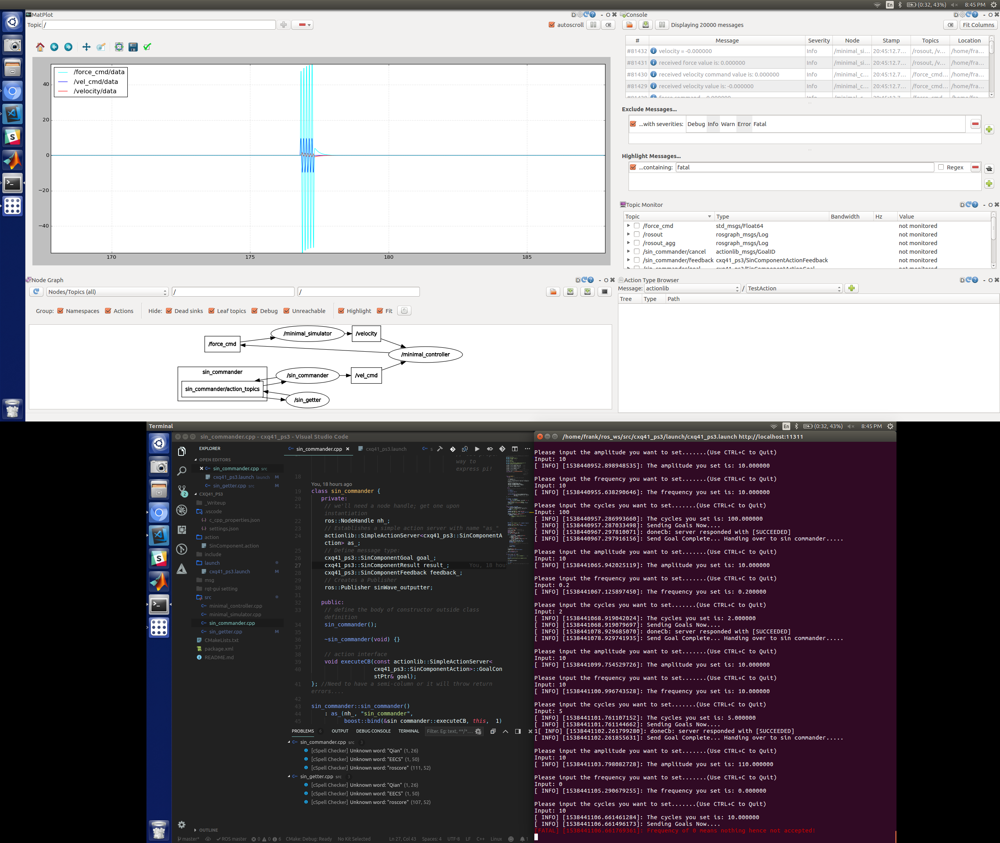 En (0:32, 43%) 8:45 PM
MatPlot
Topic /
autoscroll
/force_cmd/data
/vel_cmd/data
/velocity/data
40
20
0
−20
−40
170 175 180 185
Console
Displaying 20000 messages
Fit Columns
# Message Severity Node Stamp Topics Location
#81432 velocity = -0.000000 Info /minimal_si... 20:45:12.7... /rosout, /v... /home/fra...
#81431 received force value is: 0.000000 Info /minimal_si... 20:45:12.7... /rosout, /v... /home/fra...
#81430 received velocity command value is: 0.000000 Info /minimal_c... 20:45:12.7... /force_cmd... /home/fra...
#81429 received velocity value is: -0.000000 Info /minimal_c... 20:45:12.7... /force_cmd... /home/fra...
Exclude Messages...
...with severities: Debug Info Warn Error Fatal
Highlight Messages...
...containing: fatal Regex
Topic Monitor
Topic Type Bandwidth Hz Value
/force_cmd std_msgs/Float64 not monitored
/rosout rosgraph_msgs/Log not monitored
/rosout_agg rosgraph_msgs/Log not monitored
/sin_commander/cancel actionlib_msgs/GoalID not monitored
/sin_commander/feedback cxq41_ps3/SinComponentActionFeedback not monitored
Node Graph
Nodes/Topics (all) / /
Group: Namespaces Actions Hide: Dead sinks Leaf topics Debug Unreachable Highlight Fit
/minimal_simulator
/velocity
/force_cmd
/minimal_controller
sin_commander
/sin_commander
/vel_cmd
sin_commander/action_topics
/sin_getter
Action Type Browser
Message: actionlib / TestAction
Tree Type Path
Terminal En (0:32, 43%) 8:45 PM
sin_commander.cpp - cxq41_ps3 - Visual Studio Code
EXPLORER
OPEN EDITORS
sin_commander.cpp src
cxq41_ps3.launch launch M
sin_getter.cpp src M
CXQ41_PS3
_Writeup
.vscode
c_cpp_properties.json
settings.json
action
SinComponent.action
include
launch
cxq41_ps3.launch M
msg
rqt-gui setting
src
minimal_controller.cpp
minimal_simulator.cpp
sin_commander.cpp
sin_getter.cpp M
CMakeLists.txt
package.xml
README.md
OUTLINE
2
sin_commander.cpp cxq41_ps3.launch s
way to
express pi!
18
You, 18 hours ago
19 class sin_commander {
20 private:
21 // we'll need a node handle; get one upon
instantiation
22 ros::NodeHandle nh_;
23 // Establishes a simple action server with name "as_"
24 actionlib::SimpleActionServer<cxq41_ps3::SinComponentA
ction> as_;
25 // Define message type:
26 cxq41_ps3::SinComponentGoal goal_;
27 cxq41_ps3::SinComponentResult result_; You, 18 hou
28 cxq41_ps3::SinComponentFeedback feedback_;
29 // Creates a Publisher
30 ros::Publisher sinWave_outputter;
31
32 public:
33 // define the body of constructor outside class
definition
34 sin_commander();
35
36 ~sin_commander(void) {}
37
38 // action interface
39 void executeCB(const actionlib::SimpleActionServer<
40 cxq41_ps3::SinComponentAction>::GoalCon
stPtr& goal);
41 }; //Need to have a semi-column or it will throw return
errors....
42
43 sin_commander::sin_commander()
44 : as_(nh_, "sin_commander",
45 boost::bind(&sin_commander::executeCB, this, _1)
PROBLEMS 6 OUTPUT DEBUG CONSOLE TERMINAL Filter. Eg: text, **/*....
sin_commander.cpp src 3
[cSpell Checker] Unknown word: "Qian" (1, 26)
[cSpell Checker] Unknown word: "EECS" (1, 50)
[cSpell Checker] Unknown word: "roscore" (111, 52)
sin_getter.cpp src 3
[cSpell Checker] Unknown word: "Qian" (1, 26)
[cSpell Checker] Unknown word: "EECS" (1, 50)
[cSpell Checker] Unknown word: "roscore" (107, 52)
master* ROS master 0 0 6 CMake: Debug: Ready No Kit Selected Ln 27, Col 43 Spaces: 4 UTF-8 LF C++ Linux 1
/home/frank/ros_ws/src/cxq41_ps3/launch/cxq41_ps3.launch http://localhost:11311
Please input the amplitude you want to set.......(Use CTRL+C to Quit)
Input: 10
[ INFO] [1538440952.898948535]: The amplitude you set is: 10.000000
Please input the frequency you want to set.......(Use CTRL+C to Quit)
Input: 10
[ INFO] [1538440955.638290646]: The frequency you set is: 10.000000
Please input the cycles you want to set.......(Use CTRL+C to Quit)
Input: 100
[ INFO] [1538440957.286993660]: The cycles you set is: 100.000000
[ INFO] [1538440957.287033498]: Sending Goals Now....
[ INFO] [1538440967.297810071]: doneCb: server responded with [SUCCEEDED]
[ INFO] [1538440967.297916156]: Send Goal Complete... Handing over to sin commander.....
Please input the amplitude you want to set.......(Use CTRL+C to Quit)
Input: 10
[ INFO] [1538441065.942025119]: The amplitude you set is: 10.000000
Please input the frequency you want to set.......(Use CTRL+C to Quit)
Input: 0.2
[ INFO] [1538441067.125897450]: The frequency you set is: 0.200000
Please input the cycles you want to set.......(Use CTRL+C to Quit)
Input: 2
[ INFO] [1538441068.919042024]: The cycles you set is: 2.000000
[ INFO] [1538441068.919079697]: Sending Goals Now....
[ INFO] [1538441078.929685070]: doneCb: server responded with [SUCCEEDED]
[ INFO] [1538441078.929741935]: Send Goal Complete... Handing over to sin commander.....
Please input the amplitude you want to set.......(Use CTRL+C to Quit)
Input: 10
[ INFO] [1538441099.754529726]: The amplitude you set is: 10.000000
Please input the frequency you want to set.......(Use CTRL+C to Quit)
Input: 10
[ INFO] [1538441100.996743528]: The frequency you set is: 10.000000
Please input the cycles you want to set.......(Use CTRL+C to Quit)
Input: 5
[ INFO] [1538441101.761107152]: The cycles you set is: 5.000000
[ INFO] [1538441101.761144662]: Sending Goals Now....
1[ INFO] [1538441102.261799280]: doneCb: server responded with [SUCCEEDED]
[ INFO] [1538441102.261855631]: Send Goal Complete... Handing over to sin commander.....
Please input the amplitude you want to set.......(Use CTRL+C to Quit)
Input: 10
[ INFO] [1538441103.798082728]: The amplitude you set is: 110.000000
Please input the frequency you want to set.......(Use CTRL+C to Quit)
Input: 0
[ INFO] [1538441105.290679255]: The frequency you set is: 0.000000
Please input the cycles you want to set.......(Use CTRL+C to Quit)
Input: 10
[ INFO] [1538441106.661461284]: The cycles you set is: 10.000000
[ INFO] [1538441106.661496173]: Sending Goals Now....
[FATAL] [1538441106.661769361]: Frequency of 0 means nothing hence not accepted!